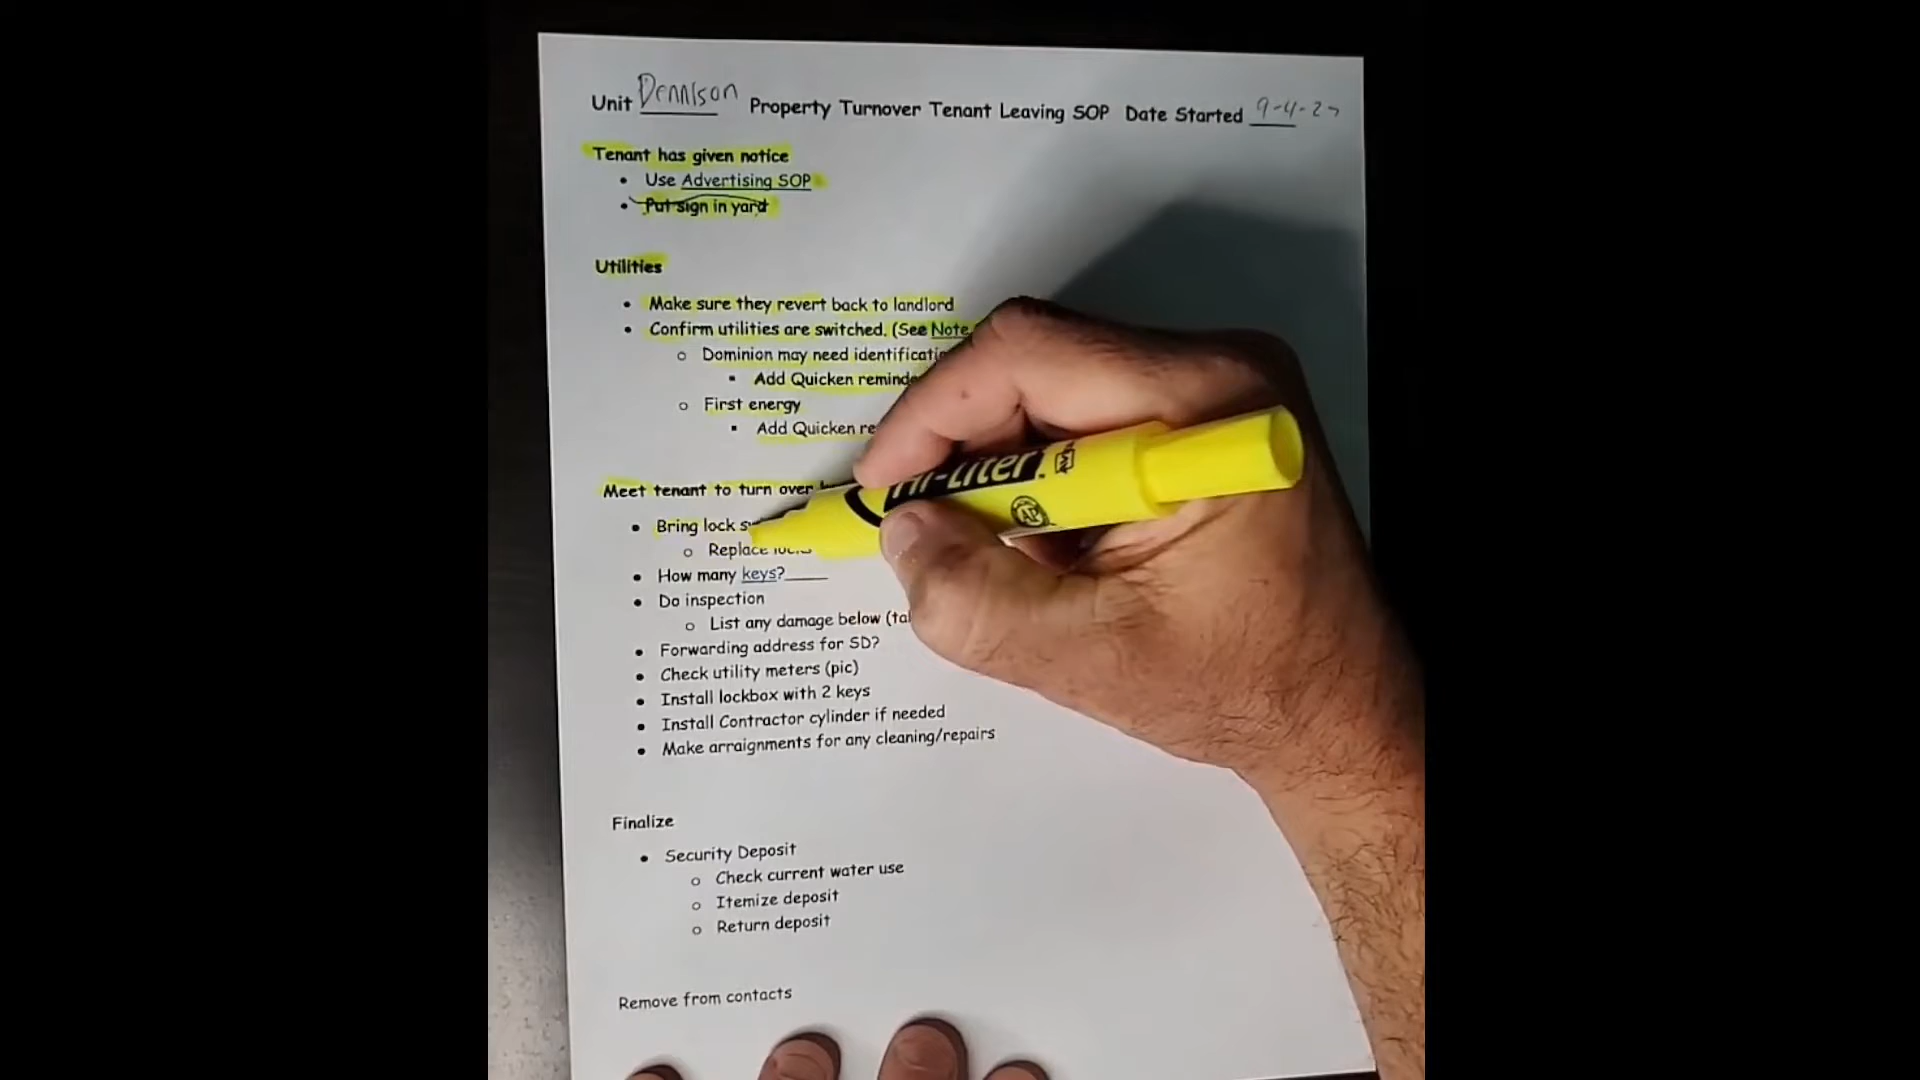 Unit Dennison Property Turnover Tenant Leaving SOP Date Started 9-4-2
Tenant has given notice
• Use Advertising SOP
• Put sign in yard
Utilities
• Make sure they revert back to landlord
• Confirm utilities are switched. (See Note
o Dominion may need
▪ Add Quicken
o First energy
▪ Add Quicken
Meet tenant to turn over
• Bring lock
o Replace
• How many keys?____
• Do inspection
o List any damage below
• Forwarding address for SD?
• Check utility meters (pic)
• Install lockbox with 2 keys
• Install Contractor cylinder if needed
• Make arraignments for any cleaning/repairs
Finalize
• Security Deposit
o Check current water use
o Itemize deposit
o Return deposit
Remove from contacts
Hi-Liter
AP